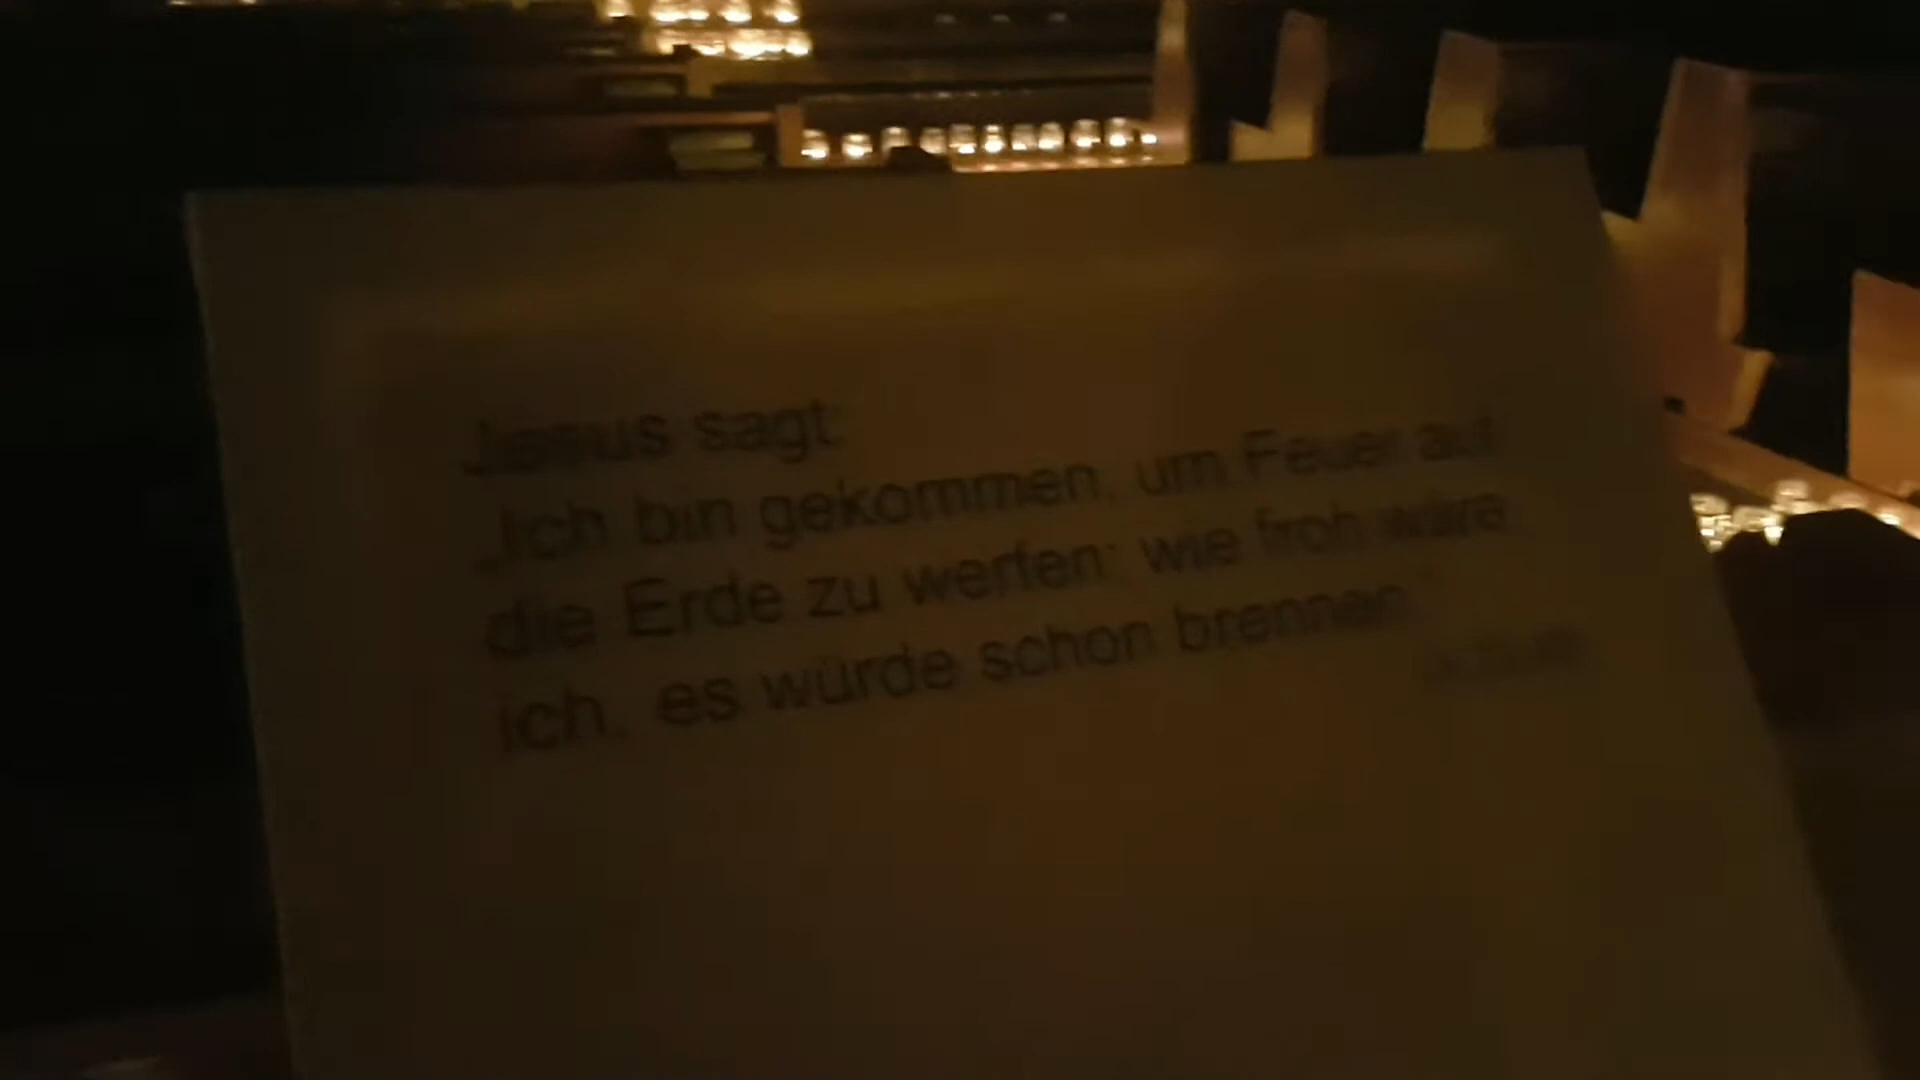 Jesus sagt:
„Ich bin gekommen, um Feuer auf
die Erde zu werfen; wie froh wäre
ich, es würde schon brennen.“